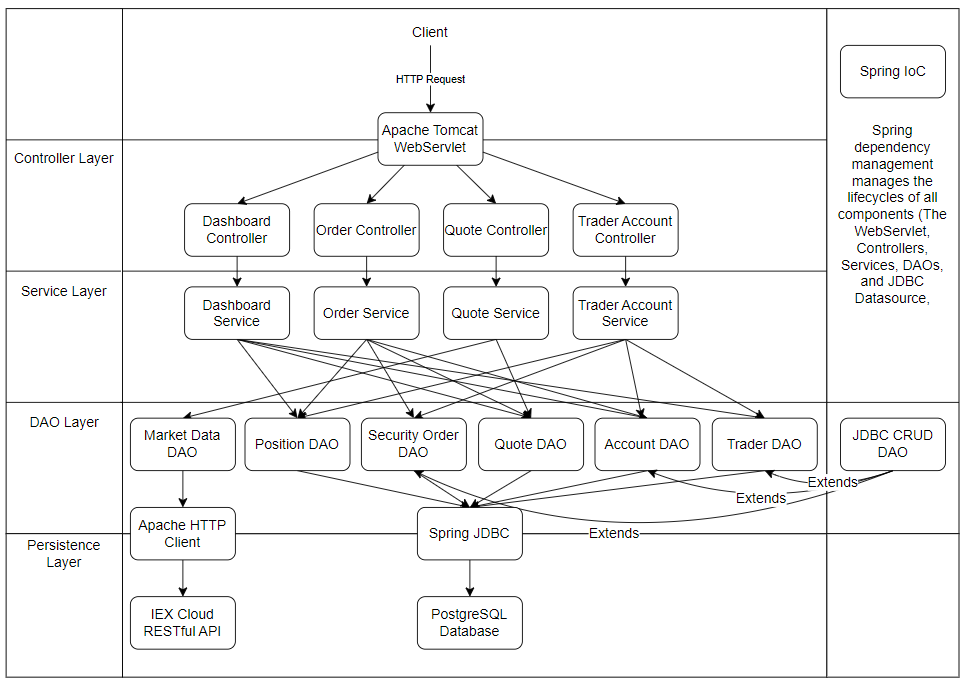 Client
HTTP Request
Apache Tomcat
WebServlet
Spring IoC
Spring
dependency
management
manages the
lifecycles of all
components (The
WebServlet,
Controllers,
Services, DAOs,
and JDBC
Datasource,
Controller Layer
Dashboard
Controller
Order Controller
Quote Controller
Trader Account
Controller
Service Layer
Dashboard
Service
Order Service
Quote Service
Trader Account
Service
DAO Layer
Market Data
DAO
Position DAO
Security Order
DAO
Quote DAO
Account DAO
Trader DAO
JDBC CRUD
DAO
Extends
Extends
Extends
Apache HTTP
Client
Spring JDBC
Persistence
Layer
IEX Cloud
RESTful API
PostgreSQL
Database